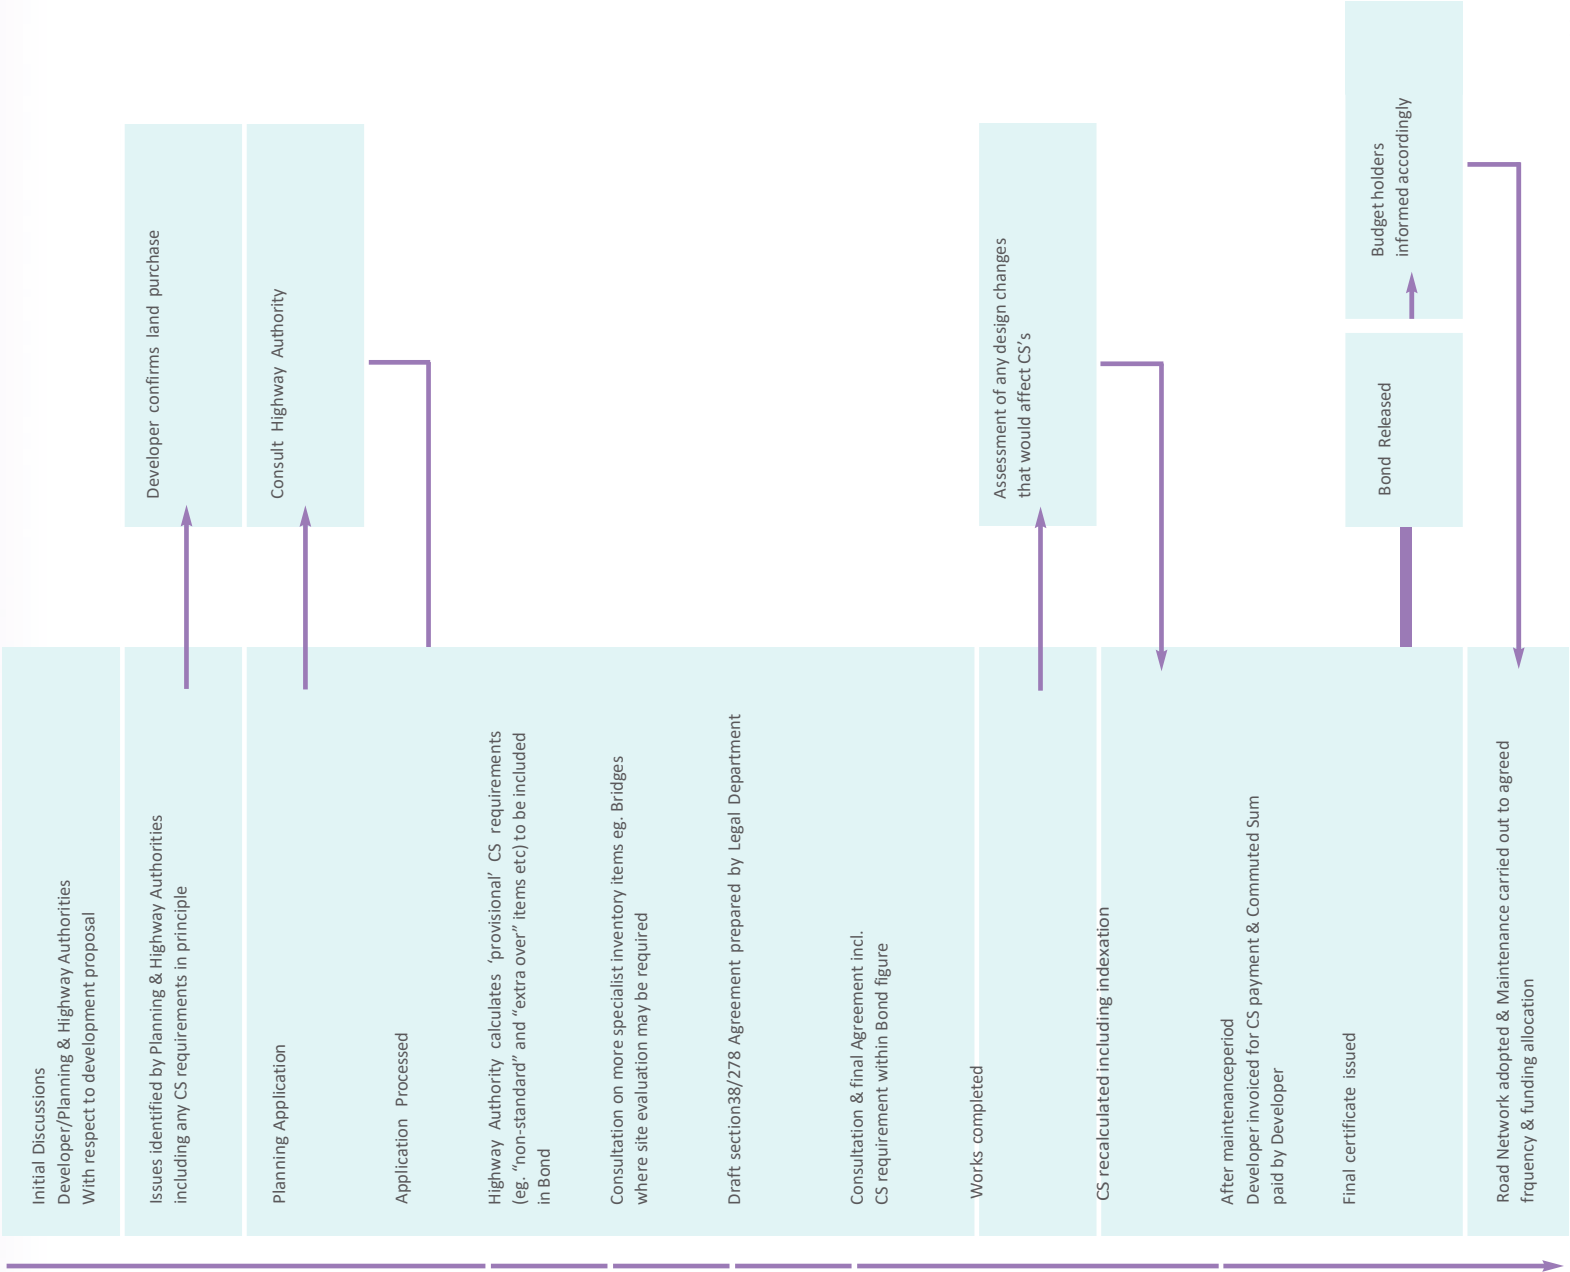 Initial Discussions
Developer/Planning & Highway Authorities
With respect to development proposal
Issues identified by Planning & Highway Authorities
including any CS requirements in principle
Developer confirms land purchase
Planning Application
Consult Highway Authority
Application Processed
Highway Authority calculates ‘provisional’ CS requirements
(eg. “non-standard” and “extra over” items etc) to be included
in Bond
Consultation on more specialist inventory items eg. Bridges
where site evaluation may be required
Draft section38/278 Agreement prepared by Legal Department
Consultation & final Agreement incl.
CS requirement within Bond figure
Works completed
Assessment of any design changes
that would affect CS’s
CS recalculated including indexation
After maintenanceperiod
Developer invoiced for CS payment & Commuted Sum
paid by Developer
Final certificate issued
Bond Released
Budget holders
informed accordingly
Road Network adopted & Maintenance carried out to agreed
frquency & funding allocation